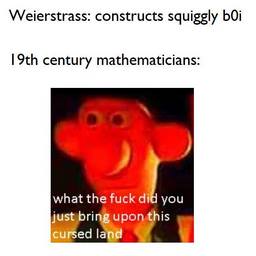 Weierstrass: constructs squiggly b0i
19th century mathematicians:
what the fuck did you
just bring upon this
cursed land